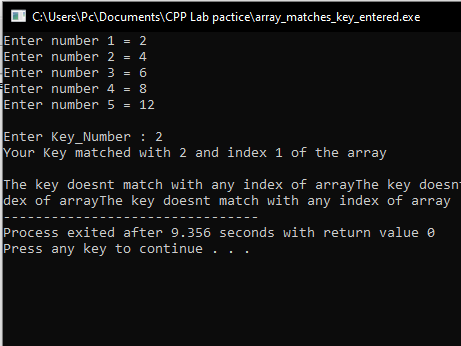 C:\Users\Pc\Documents\CPP Lab pactice\array_matches_key_entered.exe
Enter number 1 = 2
Enter number 2 = 4
Enter number 3 = 6
Enter number 4 = 8
Enter number 5 = 12
Enter Key_Number : 2
Your Key matched with 2 and index 1 of the array
The key doesnt match with any index of arrayThe key doesn
dex of arrayThe key doesnt match with any index of array
--------------------------------
Process exited after 9.356 seconds with return value 0
Press any key to continue . . .